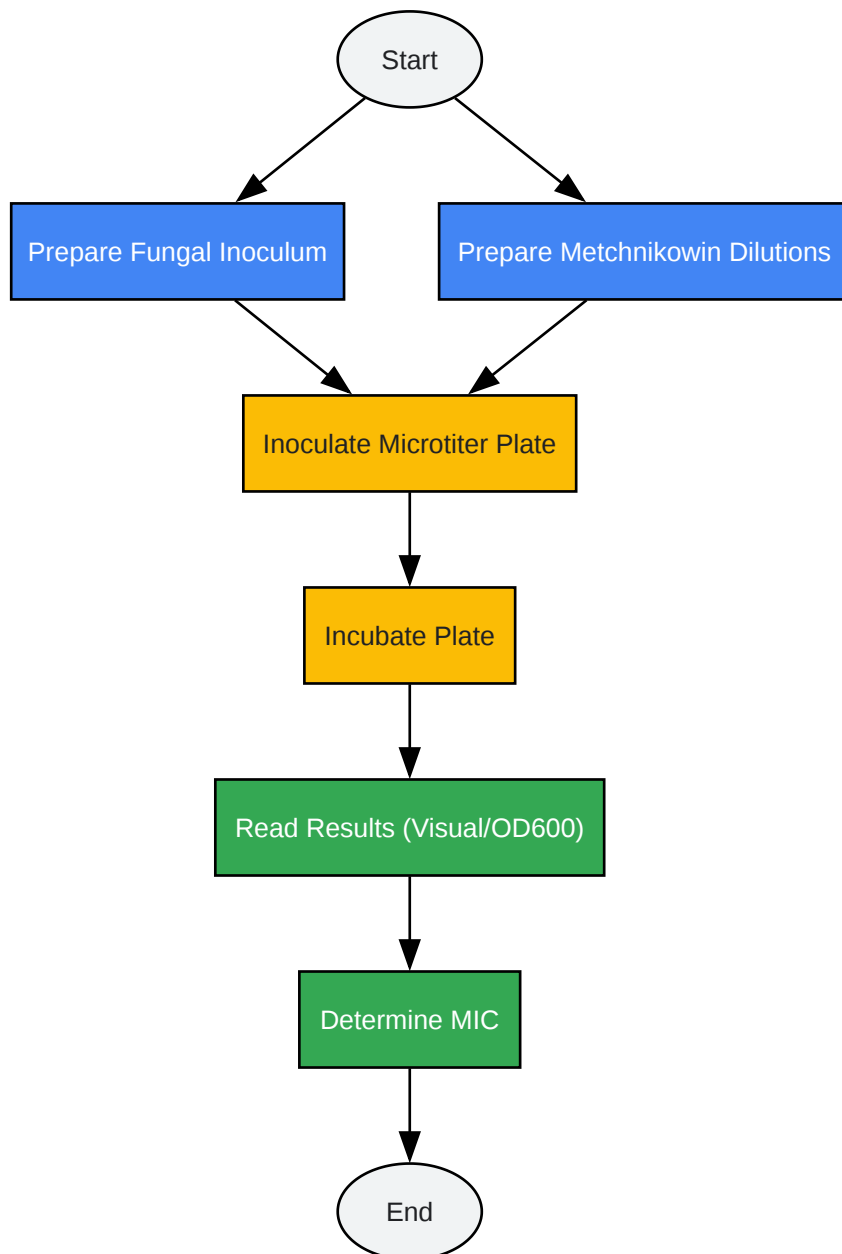 Start
Prepare Fungal Inoculum
Prepare Metchnikowin Dilutions
Inoculate Microtiter Plate
Incubate Plate
Read Results (Visual/OD600)
Determine MIC
End